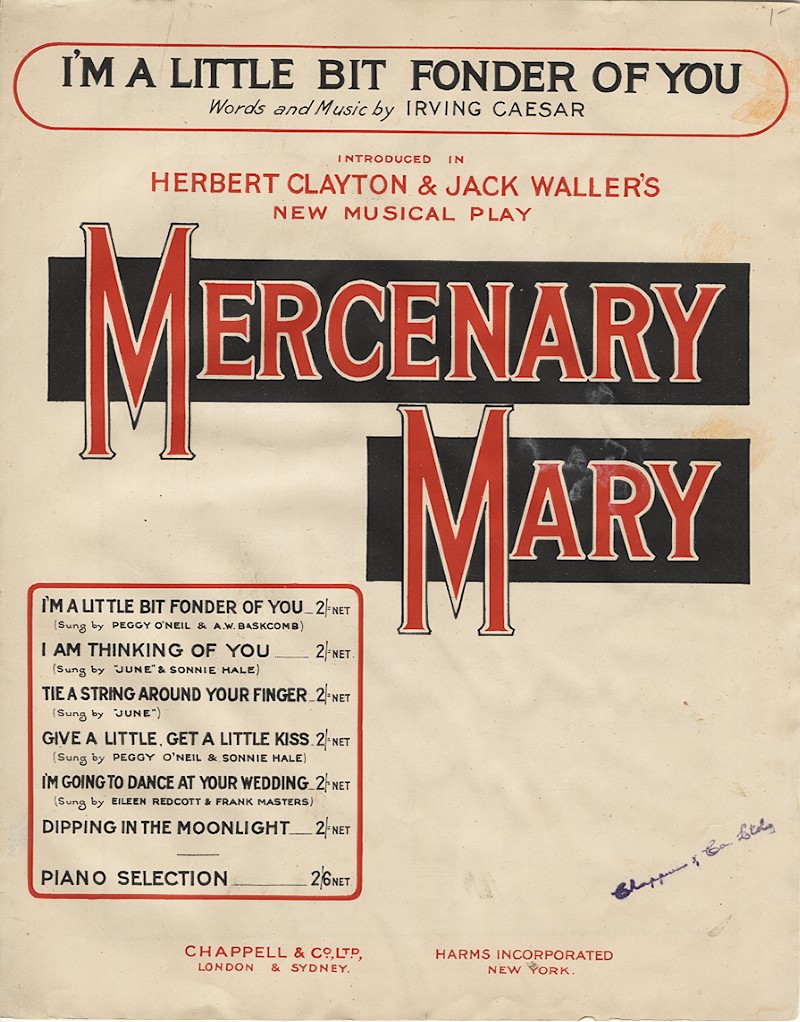 1-
I'M A LITTLE BIT FONDER OF YOU
Words and Music by IRVING CAESAR
INTRODUCED IN
HERBERT CLAYTON & JACK WALLER'S
NEW MUSICAL PLAY
MERCENARY
MARY
I'M A LITTLE BIT FONDER OF YOU 2/- NET
(Sung by PEGGY O'NEIL & A.W. BASKCOMB)
I AM THINKING OF YOU 2/- NET.
(Sung by "JUNE" & SONNIE HALE)
TIE A STRING AROUND YOUR FINGER 2/- NET
(Sung by "JUNE")
GIVE A LITTLE, GET A LITTLE KISS 2/- NET
(Sung by PEGGY O'NEIL & SONNIE HALE)
I'M GOING TO DANCE AT YOUR WEDDING 2/- NET
(Sung by EILEEN REDCOTT & FRANK MASTERS)
DIPPING IN THE MOONLIGHT 2/- NET
PIANO SELECTION 2/6 NET
Chappell & Co. Ltd.
CHAPPELL & CO., LTD.,
LONDON & SYDNEY.
HARMS INCORPORATED
NEW YORK.